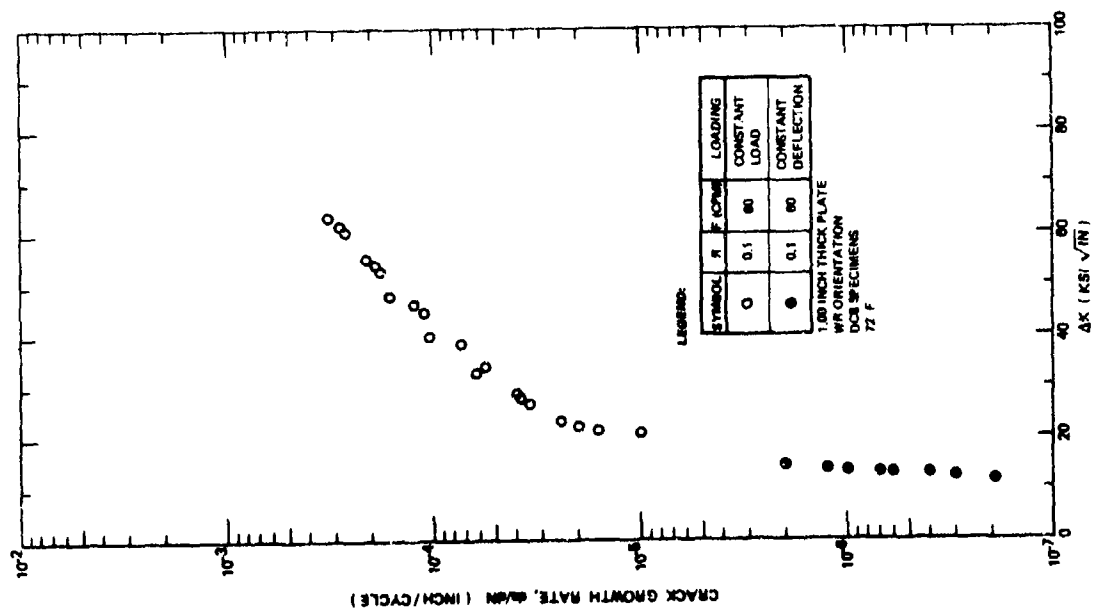 CRACK GROWTH RATE, da/dN ( INCH/CYCLE )
10-2
10-3
10-4
10-5
10-6
10-7
0
20
40
60
80
100
ΔK ( KSI √IN )
LEGEND:
SYMBOL R F (CPM) LOADING
○ 0.1 60 CONSTANT LOAD
● 0.1 60 CONSTANT DEFLECTION
1.00 INCH THICK PLATE
WR ORIENTATION
DCB SPECIMENS
72 F